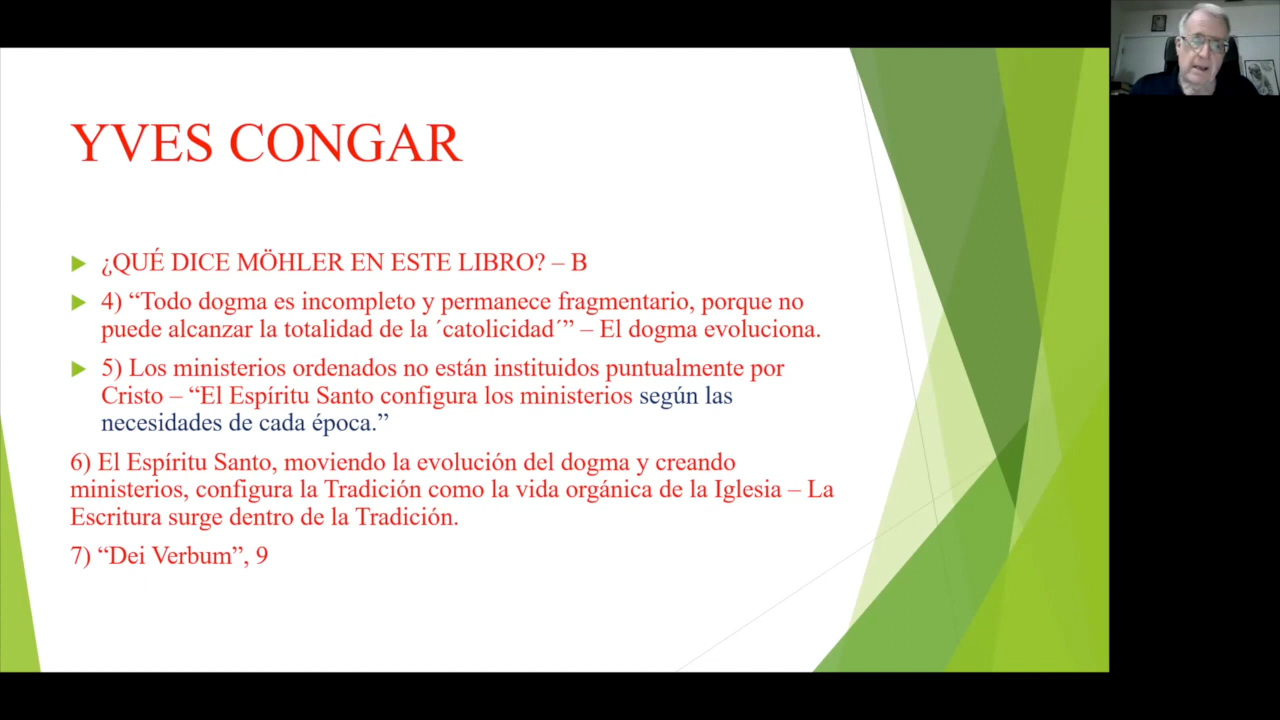 YVES CONGAR
¿QUÉ DICE MÖHLER EN ESTE LIBRO? – B
4) “Todo dogma es incompleto y permanece fragmentario, porque no
puede alcanzar la totalidad de la ´catolicidad´” – El dogma evoluciona.
5) Los ministerios ordenados no están instituidos puntualmente por
Cristo – “El Espíritu Santo configura los ministerios según las
necesidades de cada época.”
6) El Espíritu Santo, moviendo la evolución del dogma y creando
ministerios, configura la Tradición como la vida orgánica de la Iglesia – La
Escritura surge dentro de la Tradición.
7) “Dei Verbum”, 9